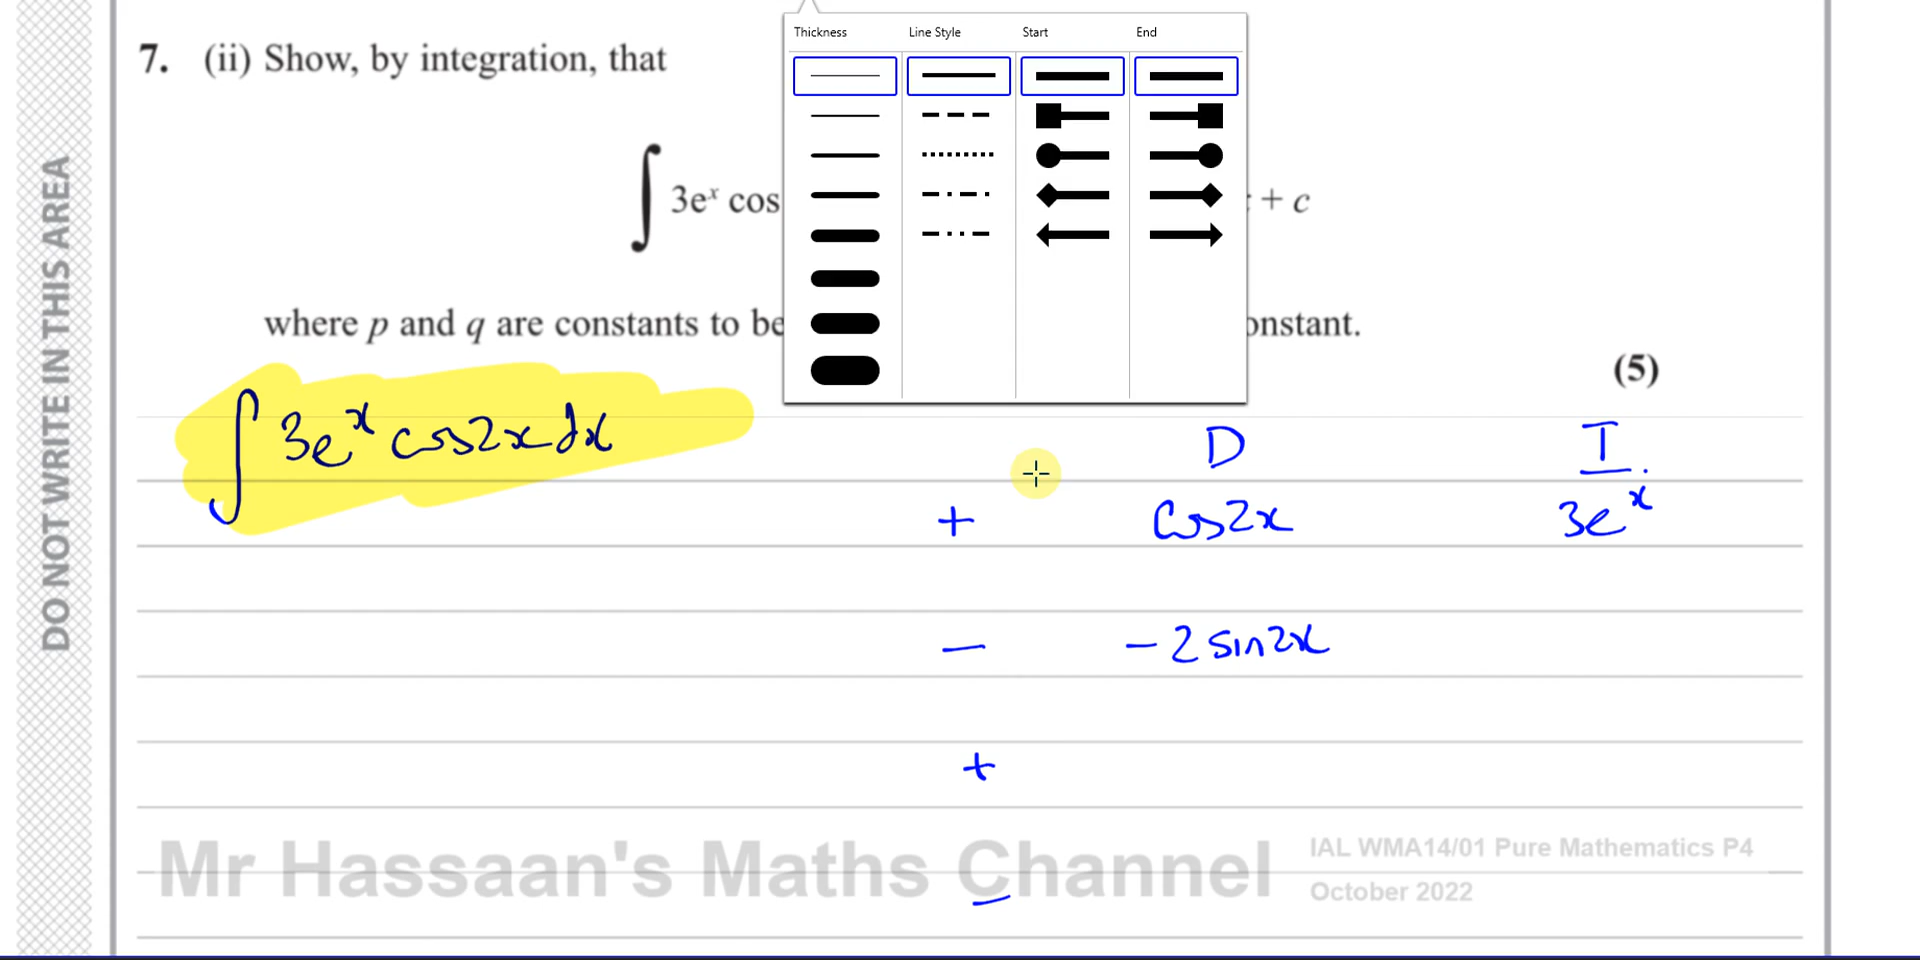 Thickness Line Style Start End
7. (ii) Show, by integration, that
∫ 3eˣ cos + c
where p and q are constants to be onstant.
(5)
∫ 3eˣ cos2x dx
D I
+ cos2x 3eˣ
− −2 sin2x
+
−
Mr Hassaan's Maths Channel
IAL WMA14/01 Pure Mathematics P4
October 2022
DO NOT WRITE IN THIS AREA